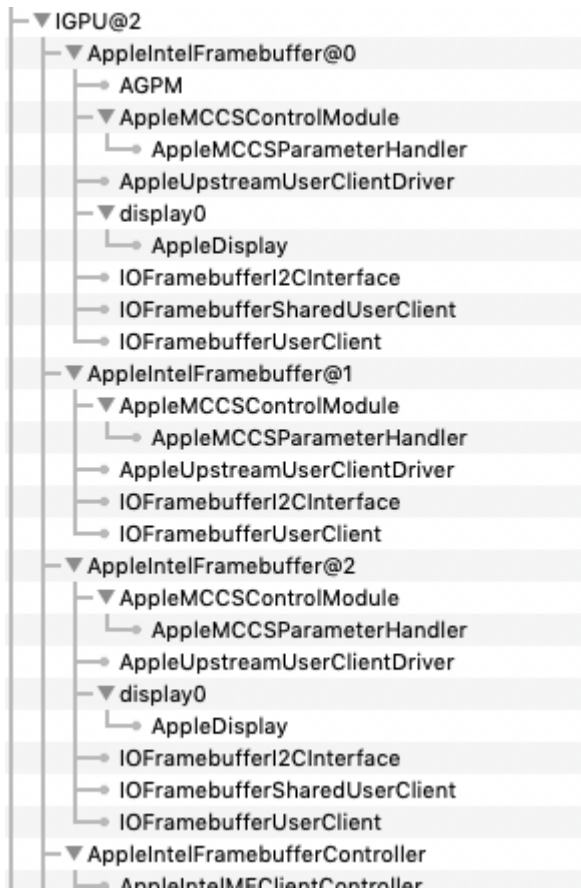 IGPU@2
AppleIntelFramebuffer@0
AGPM
AppleMCCSControlModule
AppleMCCSParameterHandler
AppleUpstreamUserClientDriver
display0
AppleDisplay
IOFramebufferI2CInterface
IOFramebufferSharedUserClient
IOFramebufferUserClient
AppleIntelFramebuffer@1
AppleMCCSControlModule
AppleMCCSParameterHandler
AppleUpstreamUserClientDriver
IOFramebufferI2CInterface
IOFramebufferUserClient
AppleIntelFramebuffer@2
AppleMCCSControlModule
AppleMCCSParameterHandler
AppleUpstreamUserClientDriver
display0
AppleDisplay
IOFramebufferI2CInterface
IOFramebufferSharedUserClient
IOFramebufferUserClient
AppleIntelFramebufferController
AppleIntelMEClientController